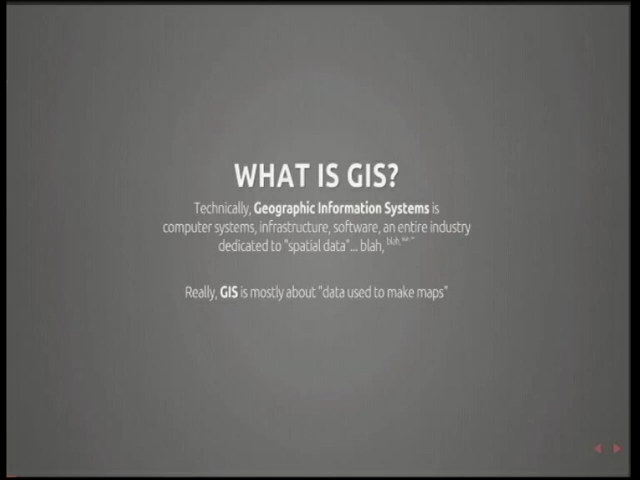 WHAT IS GIS?
Technically, Geographic Information Systems is
computer systems, infrastructure, software, an entire industry
dedicated to "spatial data"... blah, blah,
Really, GIS is mostly about "data used to make maps"